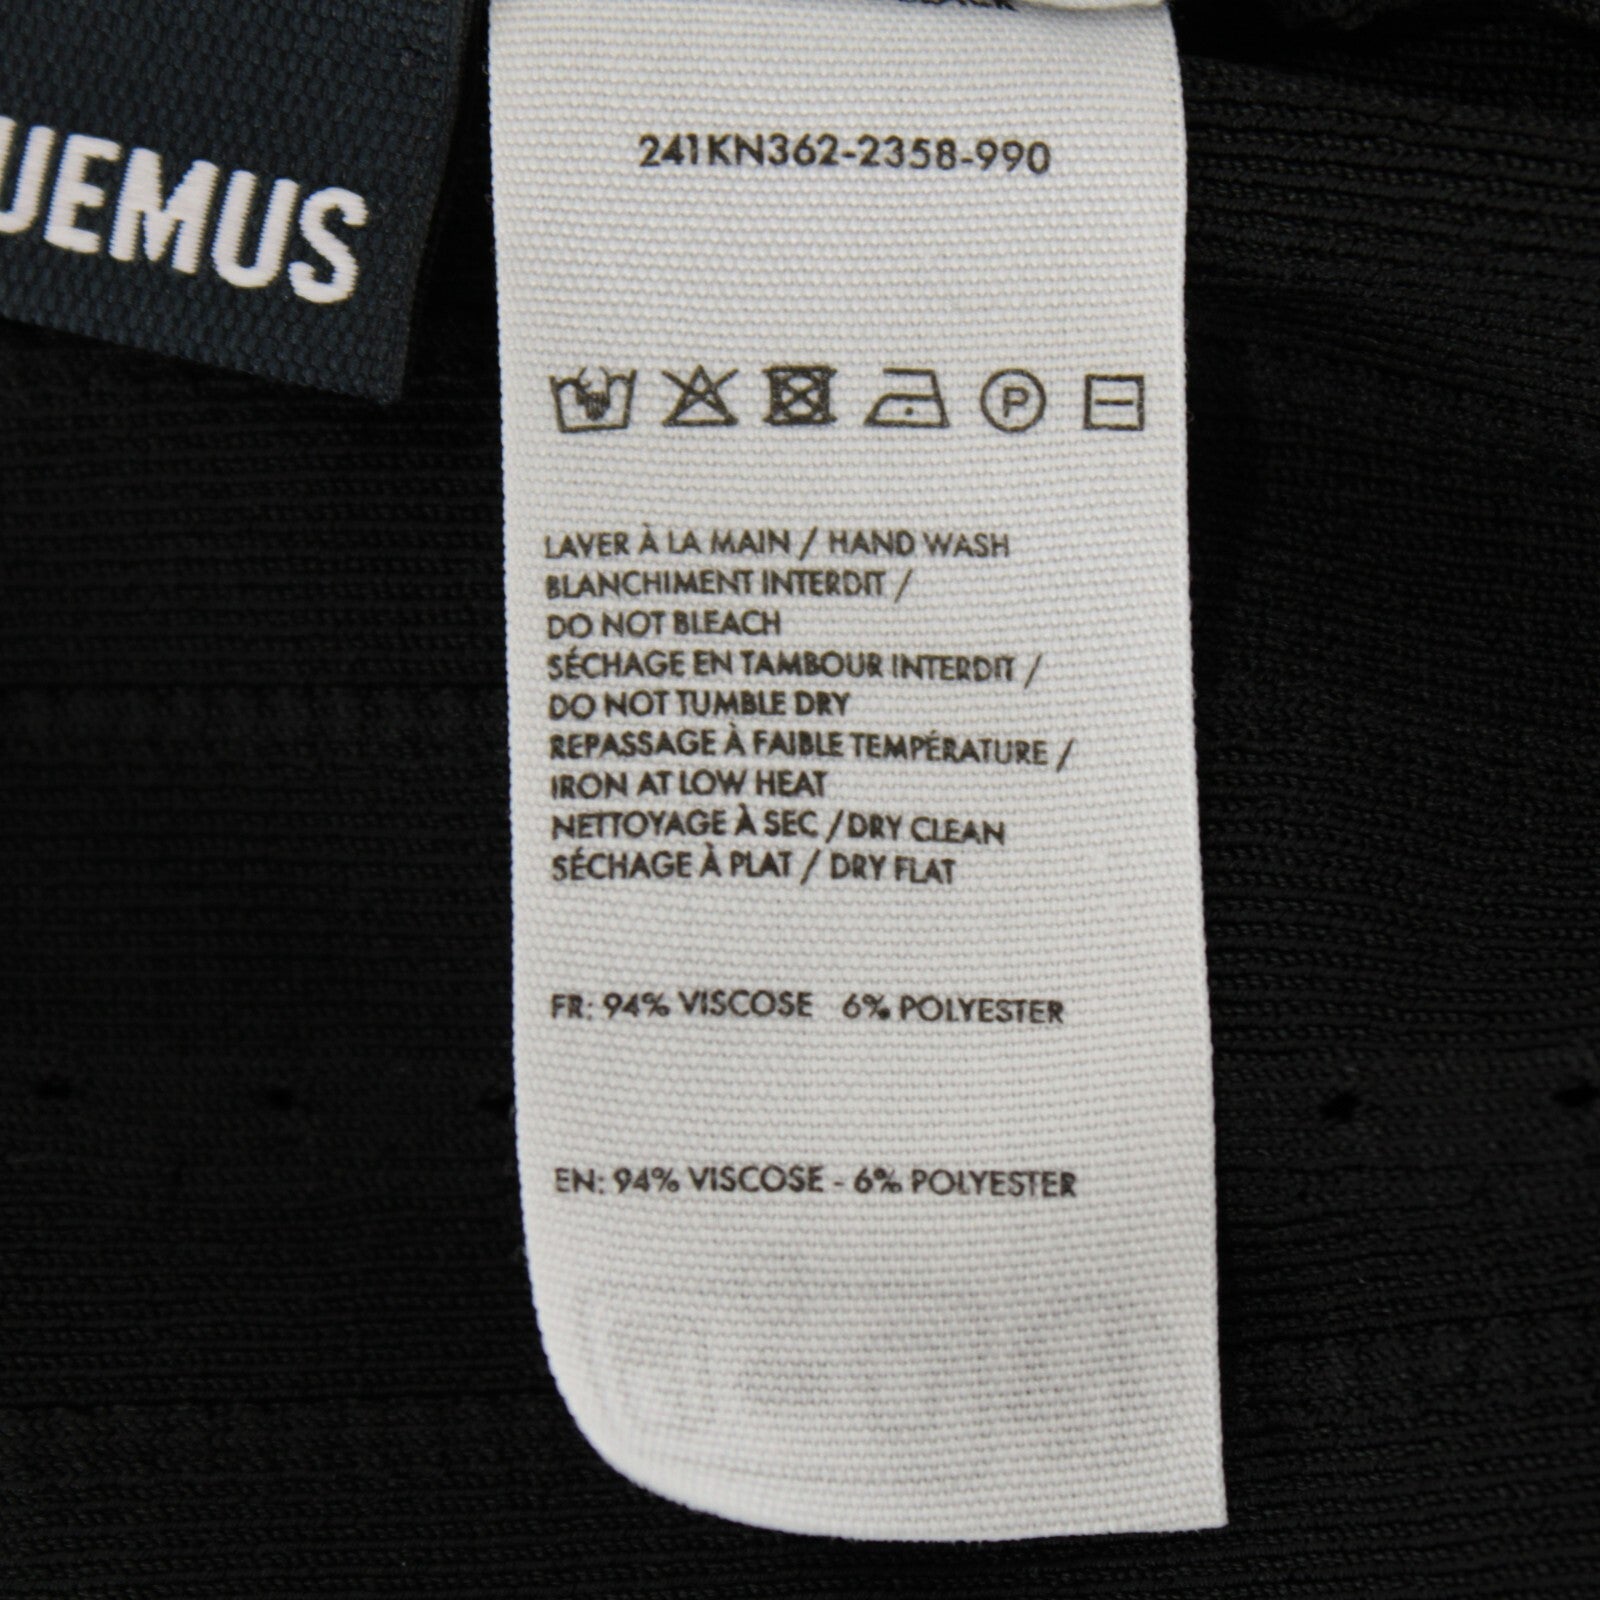 UEMUS
241KN362-2358-990
P
LAVER À LA MAIN / HAND WASH
BLANCHIMENT INTERDIT /
DO NOT BLEACH
SÉCHAGE EN TAMBOUR INTERDIT /
DO NOT TUMBLE DRY
REPASSAGE À FAIBLE TEMPÉRATURE /
IRON AT LOW HEAT
NETTOYAGE À SEC /DRY CLEAN
SÉCHAGE À PLAT / DRY FLAT
FR: 94% VISCOSE 6% POLYESTER
EN: 94% VISCOSE - 6% POLYESTER